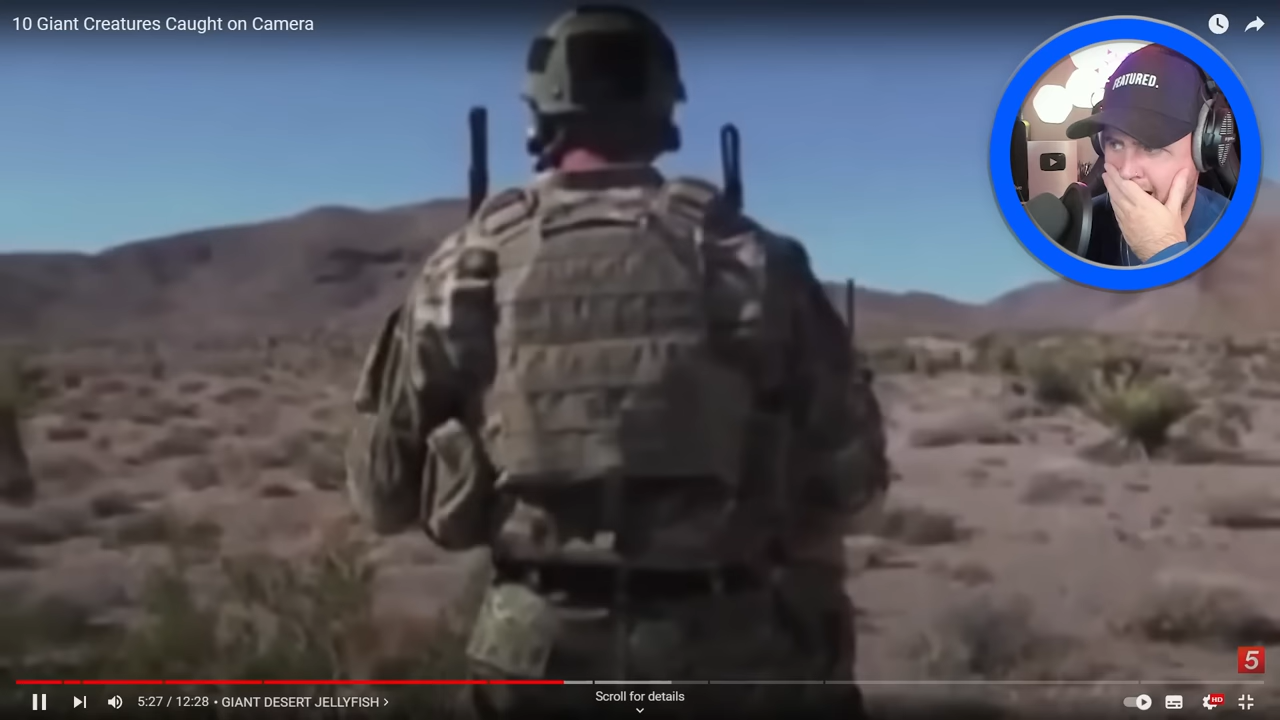 10 Giant Creatures Caught on Camera
FEATURED.
5
5:27 / 12:28 • GIANT DESERT JELLYFISH >
Scroll for details
HD